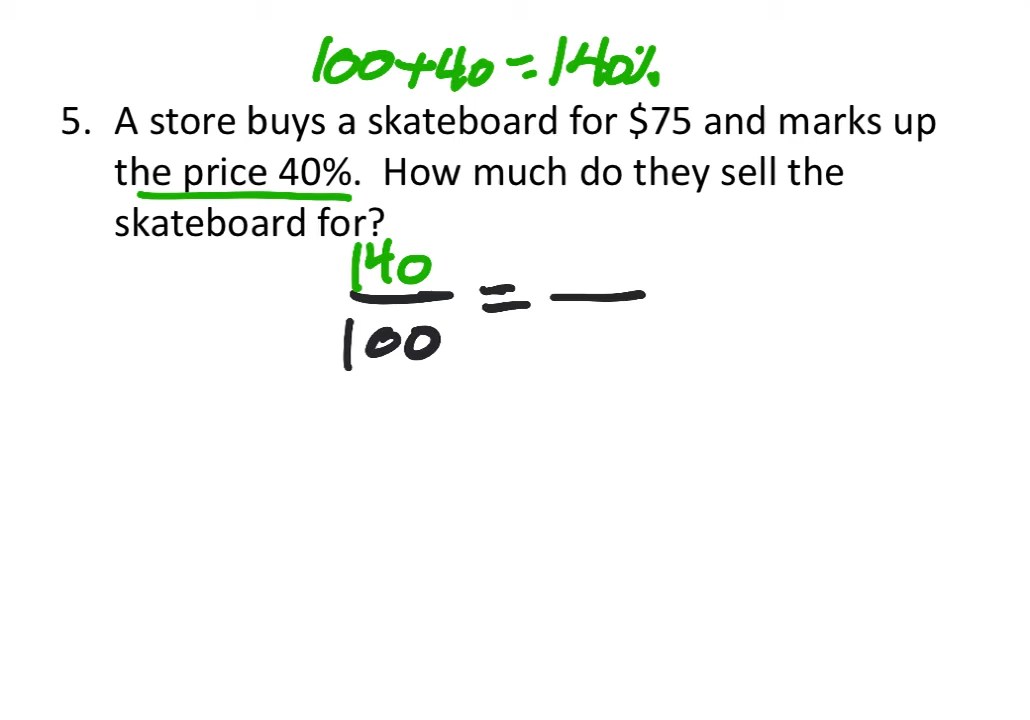 100+40=140%
5. A store buys a skateboard for $75 and marks up
the price 40%. How much do they sell the
skateboard for?
140
—— = ——
100